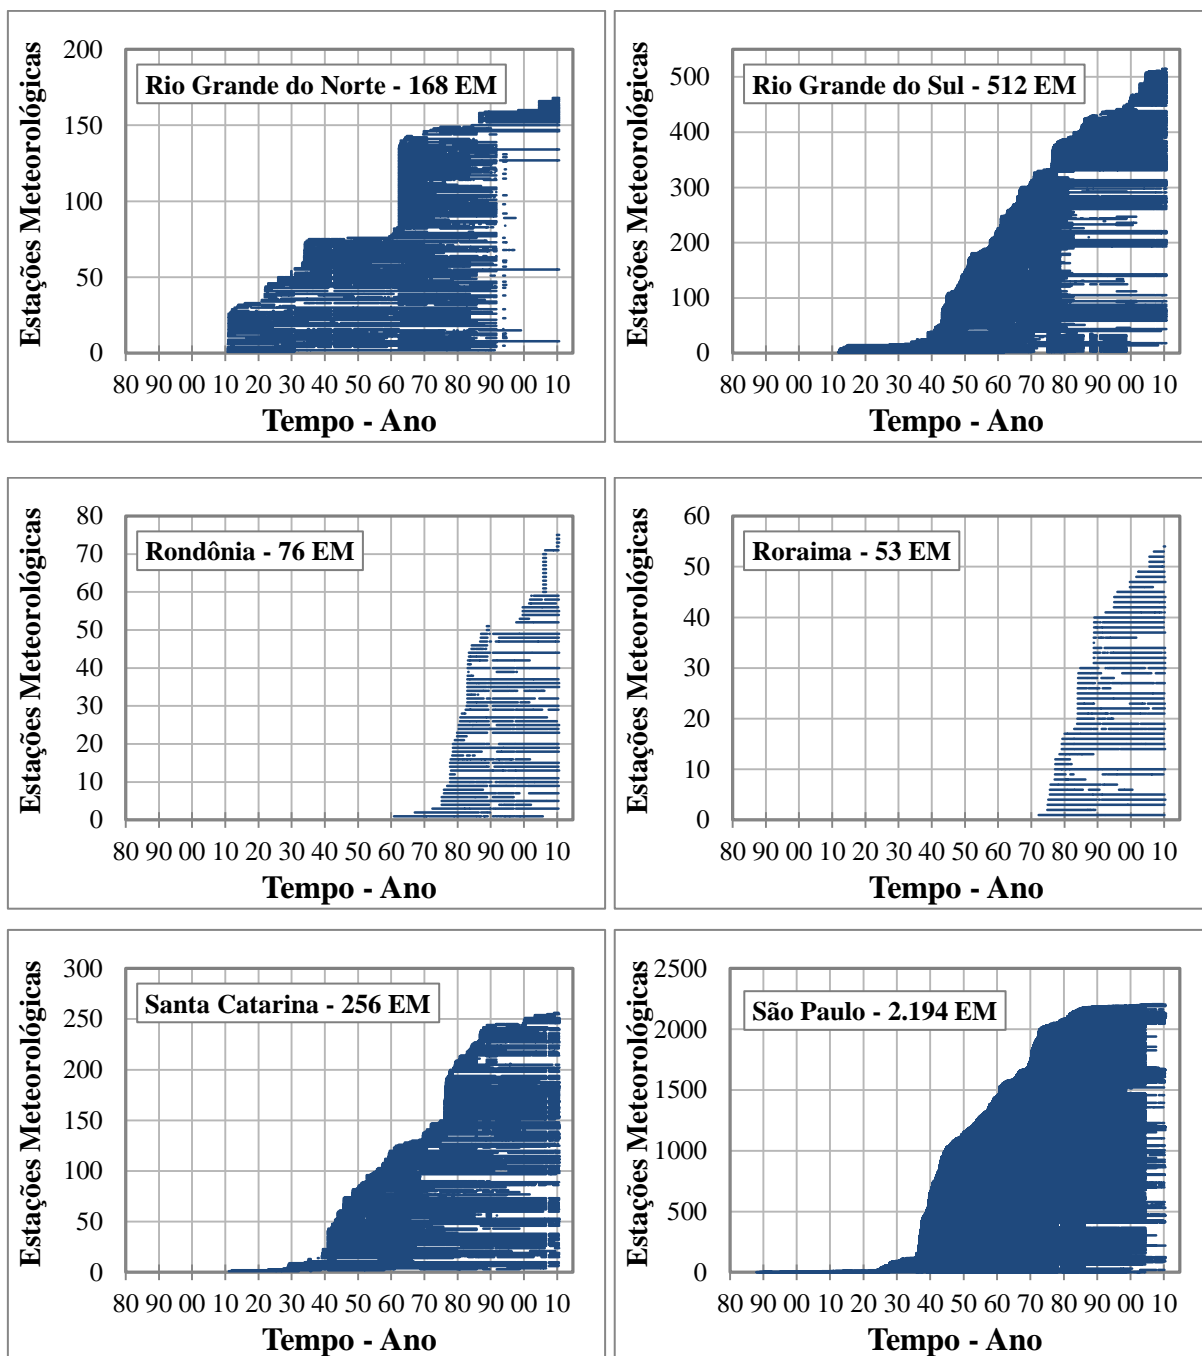 Estações Meteorológicas
200
150
100
50
0
Rio Grande do Norte - 168 EM
80 90 00 10 20 30 40 50 60 70 80 90 00 10
Tempo - Ano
Estações Meteorológicas
500
400
300
200
100
0
Rio Grande do Sul - 512 EM
80 90 00 10 20 30 40 50 60 70 80 90 00 10
Tempo - Ano
Estações Meteorológicas
80
70
60
50
40
30
20
10
0
Rondônia - 76 EM
80 90 00 10 20 30 40 50 60 70 80 90 00 10
Tempo - Ano
Estações Meteorológicas
60
50
40
30
20
10
0
Roraima - 53 EM
80 90 00 10 20 30 40 50 60 70 80 90 00 10
Tempo - Ano
Estações Meteorológicas
300
250
200
150
100
50
0
Santa Catarina - 256 EM
80 90 00 10 20 30 40 50 60 70 80 90 00 10
Tempo - Ano
Estações Meteorológicas
2500
2000
1500
1000
500
0
São Paulo - 2.194 EM
80 90 00 10 20 30 40 50 60 70 80 90 00 10
Tempo - Ano